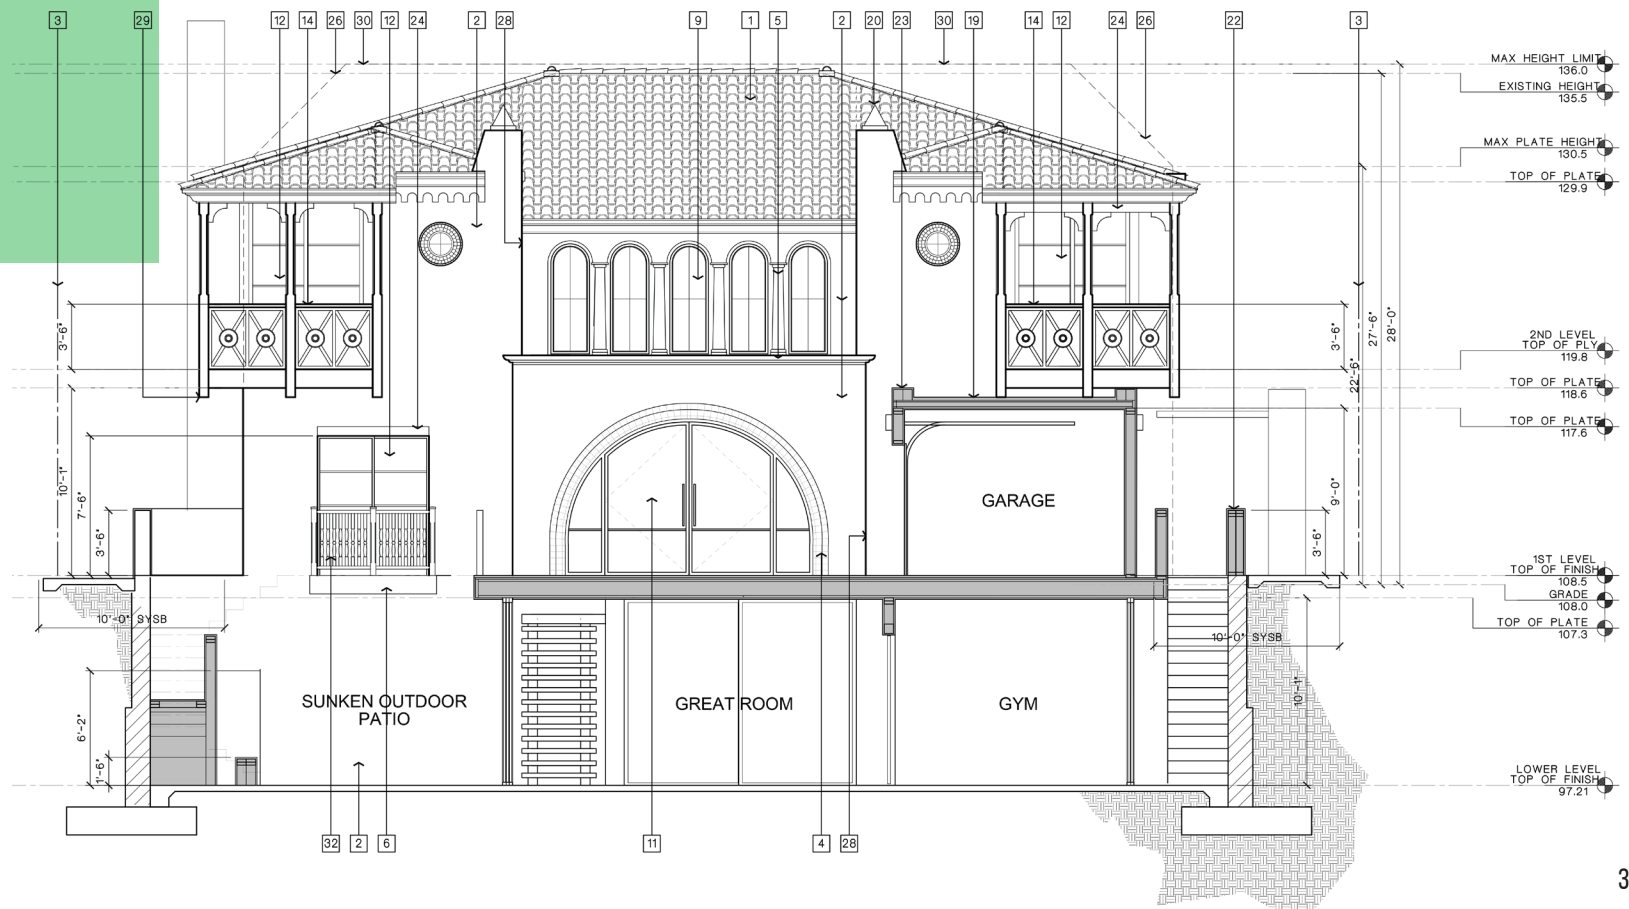 3 29 12 14 26 30 12 24 2 28 9 1 5 2 20 23 30 19 14 12 24 26 22 3
MAX HEIGHT LIMIT
136.0
EXISTING HEIGHT
135.5
MAX PLATE HEIGHT
130.5
TOP OF PLATE
129.9
3'-6"
3'-6"
22'-6"
27'-6"
28'-0"
2ND LEVEL
TOP OF PLY
119.8
TOP OF PLATE
118.6
TOP OF PLATE
117.6
10'-1"
7'-6"
3'-6"
GARAGE
9'-0"
3'-6"
1ST LEVEL
TOP OF FINISH
108.5
GRADE
108.0
TOP OF PLATE
107.3
10'-0" SYSB
10'-0" SYSB
SUNKEN OUTDOOR
PATIO
GREAT ROOM
GYM
6'-2"
1'-6"
10'-1"
LOWER LEVEL
TOP OF FINISH
97.21
32 2 6 11 4 28
3